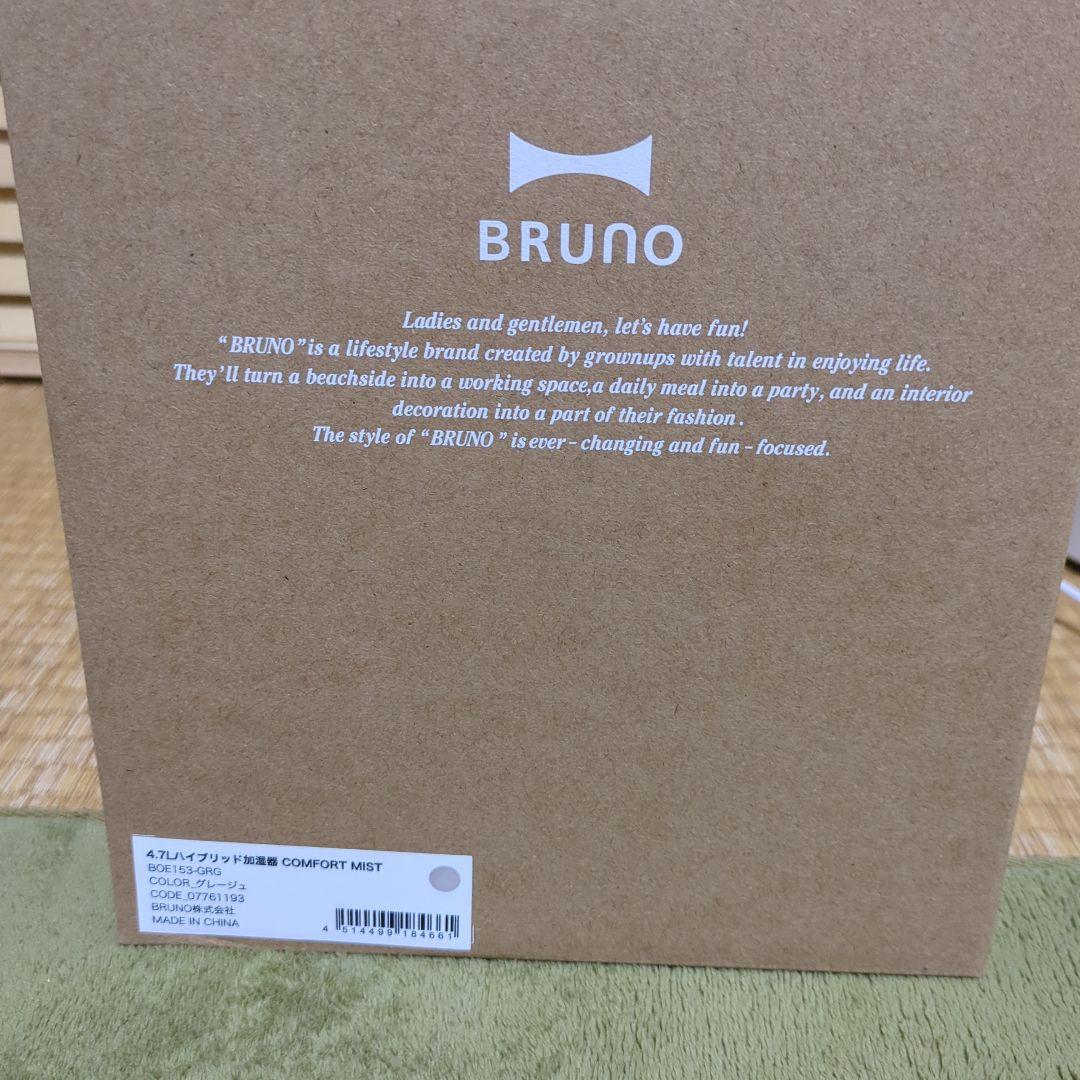 BRUNO
Ladies and gentlemen, let's have fun!
"BRUNO" is a lifestyle brand created by grownups with talent in enjoying life.
They'll turn a beachside into a working space,a daily meal into a party, and an interior
decoration into a part of their fashion.
The style of "BRUNO" is ever-changing and fun-focused.
4.7Lハイブリッド加湿器 COMFORT MIST
BOE153-GRG
COLOR_グレージュ
CODE_07761193
BRUNO株式会社
MADE IN CHINA
4 514499 184661